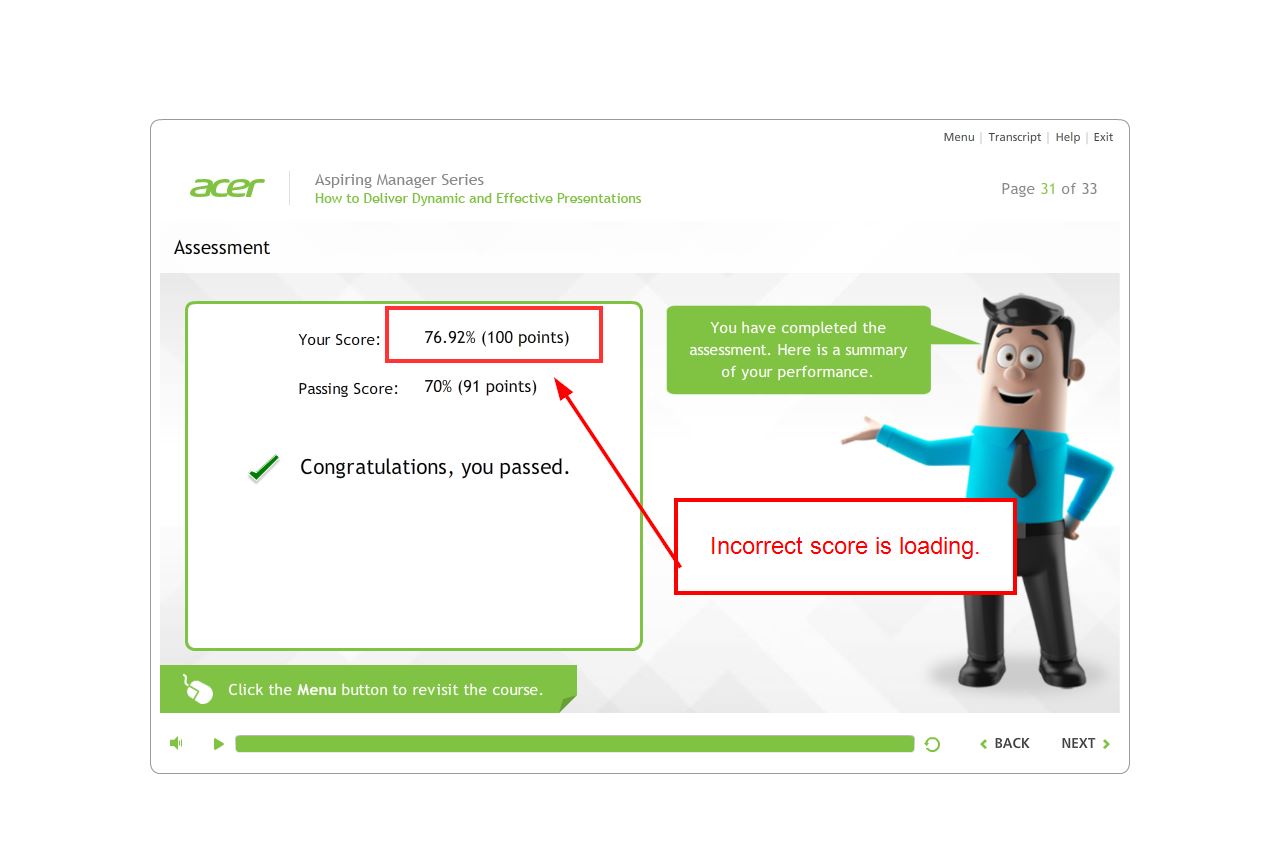 Menu | Transcript | Help | Exit
acer
Aspiring Manager Series
How to Deliver Dynamic and Effective Presentations
Page 31 of 33
Assessment
Your Score: 76.92% (100 points)
Passing Score: 70% (91 points)
Congratulations, you passed.
You have completed the
assessment. Here is a summary
of your performance.
Incorrect score is loading.
Click the Menu button to revisit the course.
BACK
NEXT